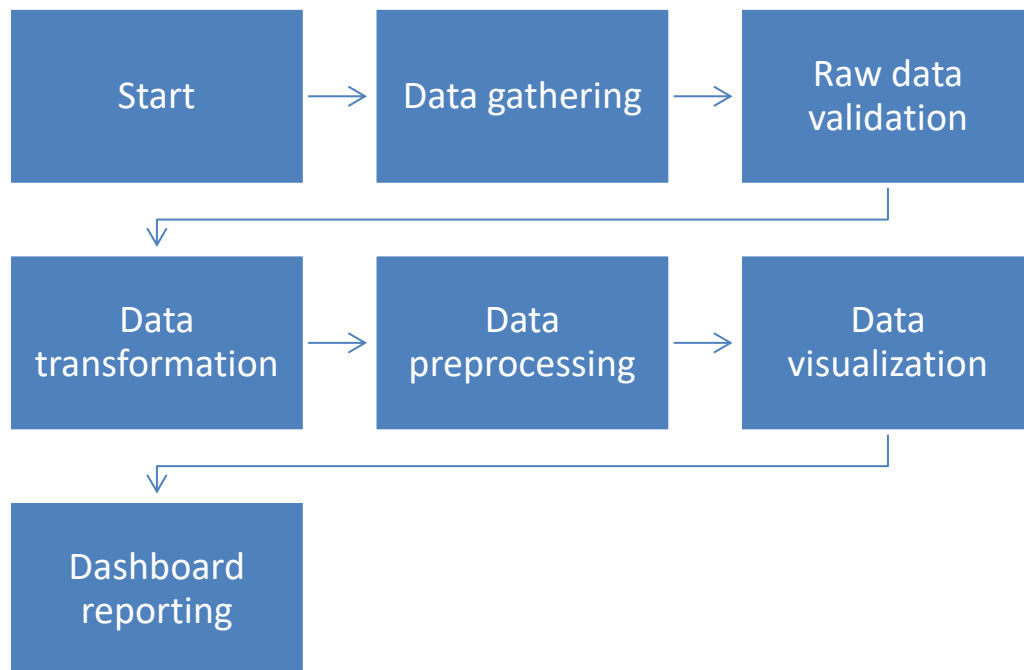 Start
Data gathering
Raw data
validation
Data
transformation
Data
preprocessing
Data
visualization
Dashboard
reporting